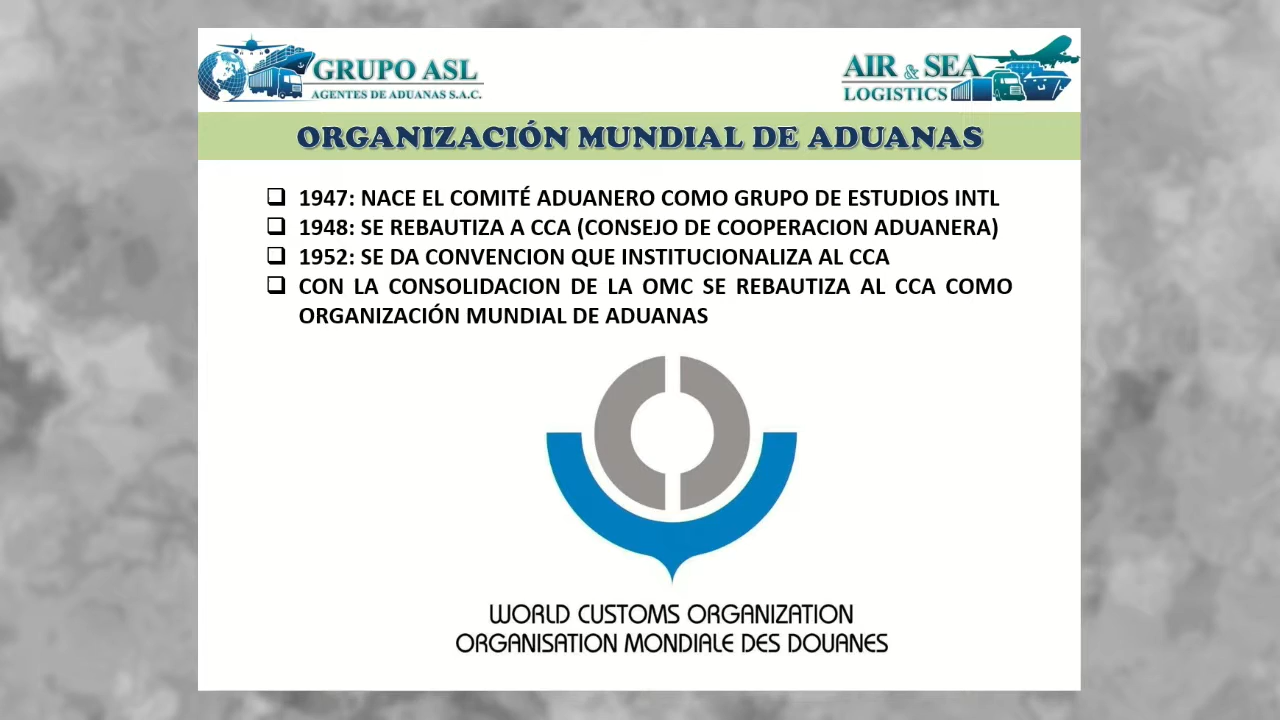 GRUPO ASL
AGENTES DE ADUANAS S.A.C.
AIR & SEA
LOGISTICS
ORGANIZACIÓN MUNDIAL DE ADUANAS
1947: NACE EL COMITÉ ADUANERO COMO GRUPO DE ESTUDIOS INTL
1948: SE REBAUTIZA A CCA (CONSEJO DE COOPERACION ADUANERA)
1952: SE DA CONVENCION QUE INSTITUCIONALIZA AL CCA
CON LA CONSOLIDACION DE LA OMC SE REBAUTIZA AL CCA COMO
ORGANIZACIÓN MUNDIAL DE ADUANAS
WORLD CUSTOMS ORGANIZATION
ORGANISATION MONDIALE DES DOUANES